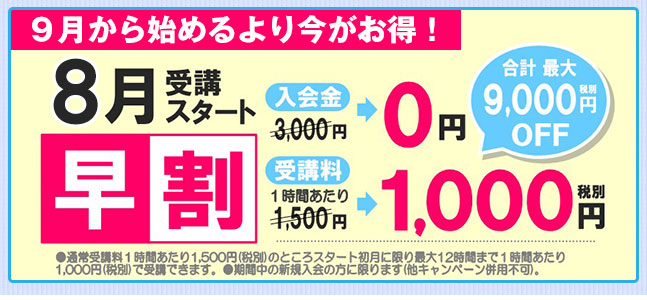 ９月から始めるより今がお得！
8月 受講スタート
早割
入会金
3,000円
0円
合計 最大
9,000円 税別
OFF
受講料
1時間あたり
1,500円
1,000円 税別
●通常受講料１時間あたり1,500円(税別)のところスタート初月に限り最大12時間まで１時間あたり
1,000円(税別)で受講できます。●期間中の新規入会の方に限ります(他キャンペーン併用不可)。